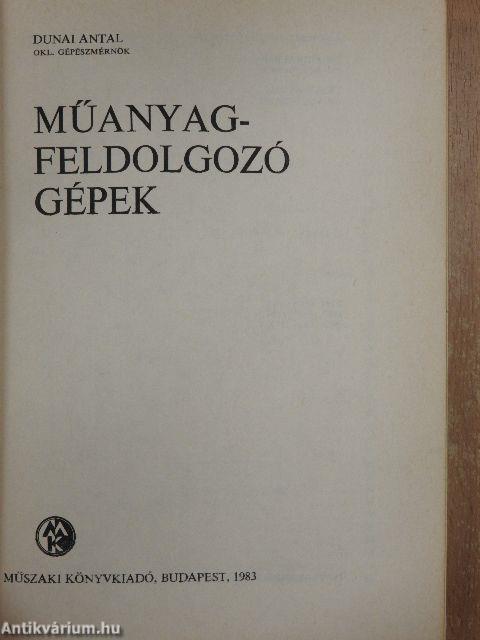 DUNAI ANTAL
OKL. GÉPÉSZMÉRNÖK
MŰANYAG-
FELDOLGOZÓ
GÉPEK
MK
MŰSZAKI KÖNYVKIADÓ, BUDAPEST, 1983
Antikvárium.hu